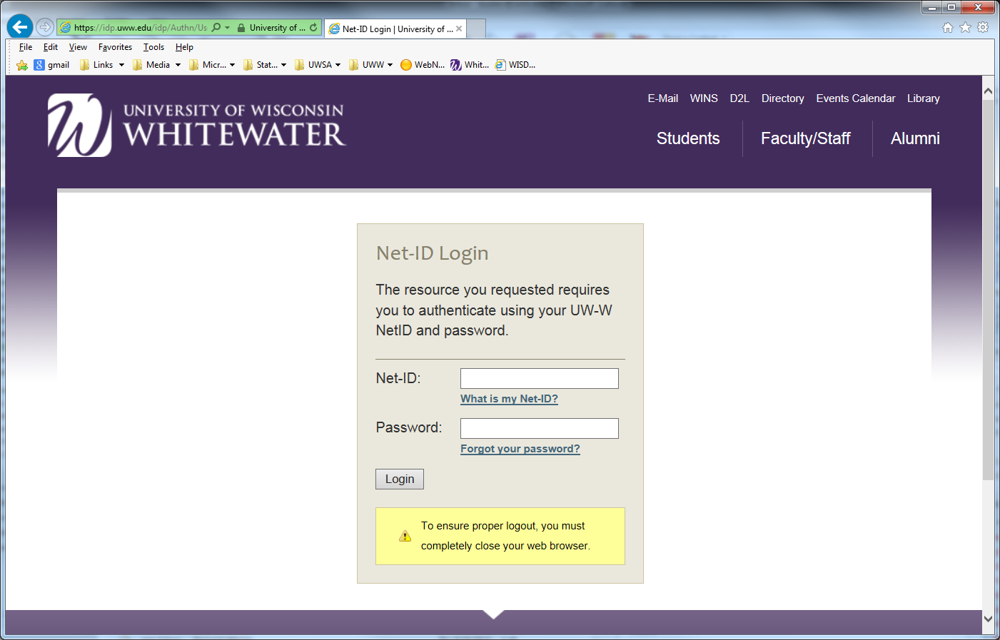 https://idp.uww.edu/idp/Authn/Us
University of ...
Net-ID Login | University of ...
File Edit View Favorites Tools Help
gmail Links Media Micr... Stat... UWSA UWW WebN... Whit... WISD...
E-Mail WINS D2L Directory Events Calendar Library
UNIVERSITY OF WISCONSIN
WHITEWATER
Students Faculty/Staff Alumni
Net-ID Login
The resource you requested requires
you to authenticate using your UW-W
NetID and password.
Net-ID:
What is my Net-ID?
Password:
Forgot your password?
Login
To ensure proper logout, you must
completely close your web browser.